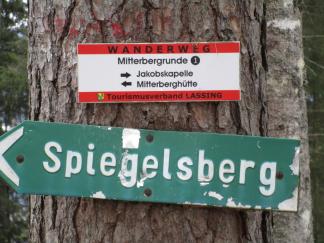 WANDERWEG
Mitterbergrunde 1
Jakobskapelle
Mitterberghütte
Tourismusverband LASSING
Spiegelsberg